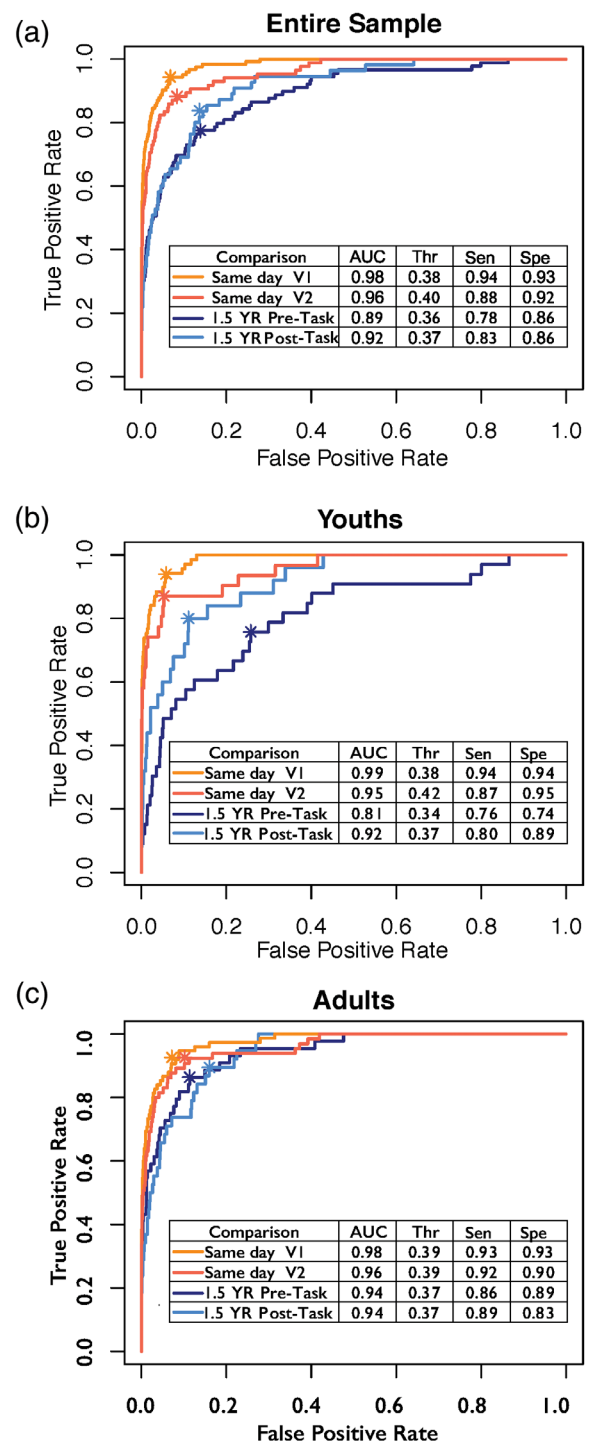 (a) Entire Sample
True Positive Rate
1.0
0.8
0.6
0.4
0.2
0.0
Comparison AUC Thr Sen Spe
Same day V1 0.98 0.38 0.94 0.93
Same day V2 0.96 0.40 0.88 0.92
1.5 YR Pre-Task 0.89 0.36 0.78 0.86
1.5 YR Post-Task 0.92 0.37 0.83 0.86
0.0 0.2 0.4 0.6 0.8 1.0
False Positive Rate
(b) Youths
True Positive Rate
1.0
0.8
0.6
0.4
0.2
0.0
Comparison AUC Thr Sen Spe
Same day V1 0.99 0.38 0.94 0.94
Same day V2 0.95 0.42 0.87 0.95
1.5 YR Pre-Task 0.81 0.34 0.76 0.74
1.5 YR Post-Task 0.92 0.37 0.80 0.89
0.0 0.2 0.4 0.6 0.8 1.0
False Positive Rate
(c) Adults
True Positive Rate
1.0
0.8
0.6
0.4
0.2
0.0
Comparison AUC Thr Sen Spe
Same day V1 0.98 0.39 0.93 0.93
Same day V2 0.96 0.39 0.92 0.90
1.5 YR Pre-Task 0.94 0.37 0.86 0.89
1.5 YR Post-Task 0.94 0.37 0.89 0.83
0.0 0.2 0.4 0.6 0.8 1.0
False Positive Rate